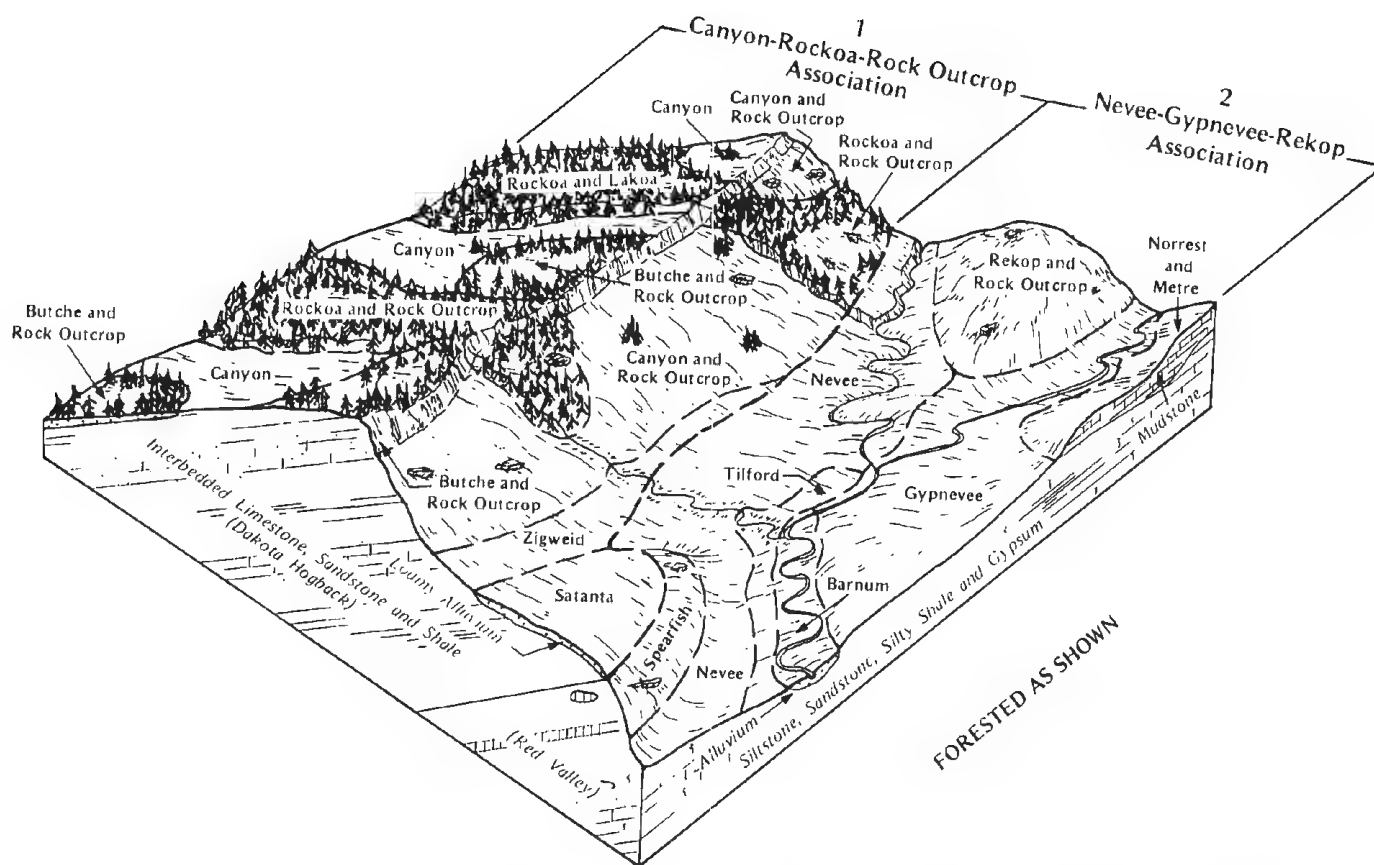 1
Canyon-Rockoa-Rock Outcrop
Association
2
Nevee-Gypnevee-Rekop
Association
Canyon
Canyon and
Rock Outcrop
Rockoa and
Rock Outcrop
Rockoa and Lakoa
Canyon
Butche and
Rock Outcrop
Rekop and
Rock Outcrop
Norrest
and
Metre
Butche and
Rock Outcrop
Rockoa and Rock Outcrop
Canyon
Canyon and
Rock Outcrop
Nevee
Mudstone
Interbedded Limestone, Sandstone and Shale
(Dakota Hogback)
Loamy Alluvium
Butche and
Rock Outcrop
Tilford
Gypnevee
Zigweid
Satanta
Spearfish
Nevee
Barnum
Alluvium
Siltstone, Sandstone, Silty Shale and Gypsum
(Red Valley)
FORESTED AS SHOWN